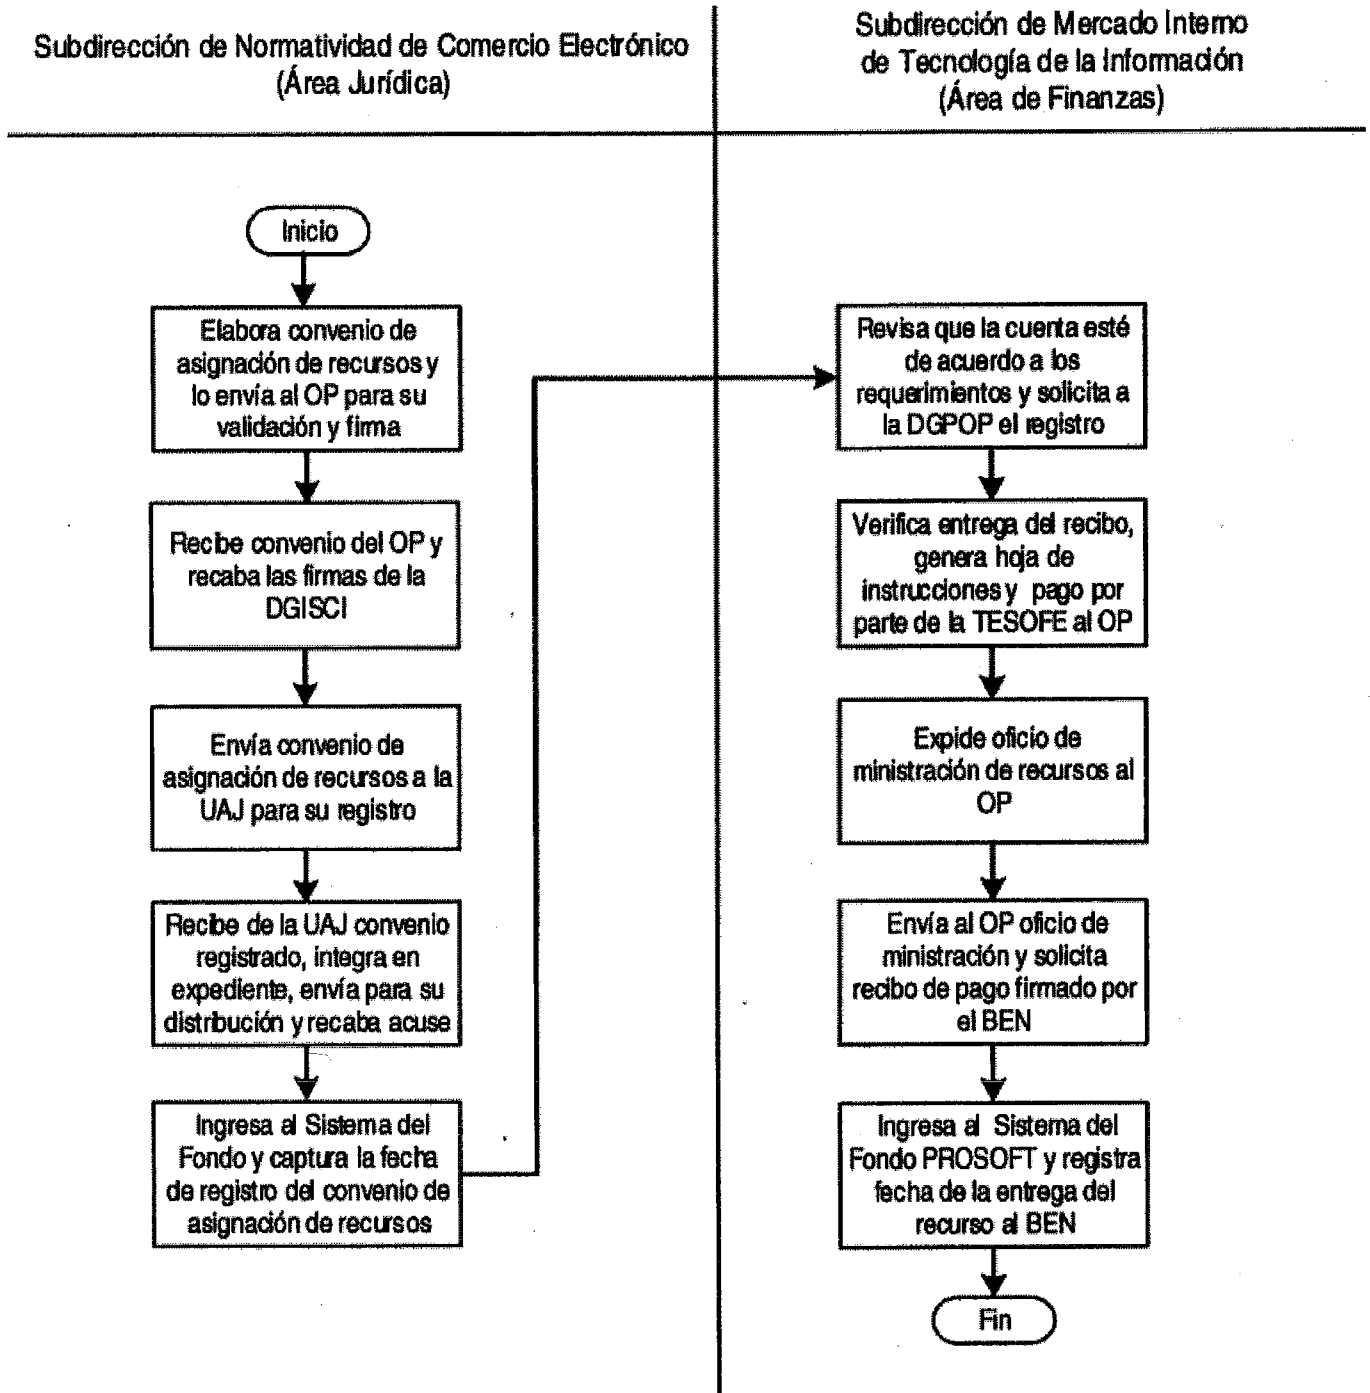 Subdirección de Normatividad de Comercio Electrónico
(Área Jurídica)
Subdirección de Mercado Interno
de Tecnología de la Información
(Área de Finanzas)
Inicio
Elabora convenio de
asignación de recursos y
lo envía al OP para su
validación y firma
Recibe convenio del OP y
recaba las firmas de la
DGISCI
Envía convenio de
asignación de recursos a la
UAJ para su registro
Recibe de la UAJ convenio
registrado, integra en
expediente, envía para su
distribución y recaba acuse
Ingresa al Sistema del
Fondo y captura la fecha
de registro del convenio de
asignación de recursos
Revisa que la cuenta esté
de acuerdo a los
requerimientos y solicita a
la DGPOP el registro
Verifica entrega del recibo,
genera hoja de
instrucciones y pago por
parte de la TESOFE al OP
Expide oficio de
ministración de recursos al
OP
Envía al OP oficio de
ministración y solicita
recibo de pago firmado por
el BEN
Ingresa al Sistema del
Fondo PROSOFT y registra
fecha de la entrega del
recurso al BEN
Fin